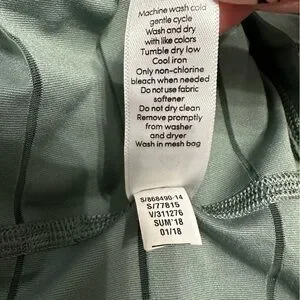 Machine wash cold
gentle cycle
Wash and dry
with like colors
Tumble dry low
Cool iron
Only non-chlorine
bleach when needed
Do not use fabric
softener
Do not dry clean
Remove promptly
from washer
and dryer
Wash in mesh bag
S/868490-14
S/77815
V/311276
SUM'18
01/18